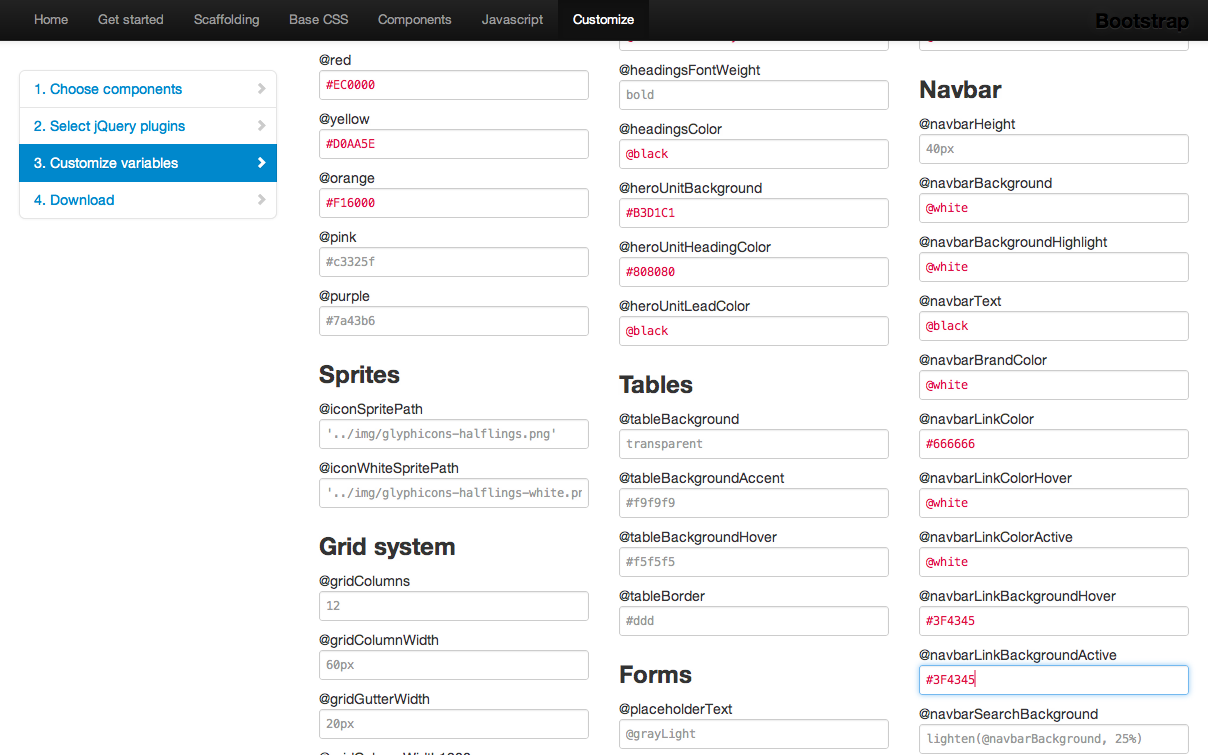 Home Get started Scaffolding Base CSS Components Javascript Customize Bootstrap
1. Choose components
2. Select jQuery plugins
3. Customize variables
4. Download
@red
#EC0000
@yellow
#D0AA5E
@orange
#F16000
@pink
#c3325f
@purple
#7a43b6
Sprites
@iconSpritePath
'../img/glyphicons-halflings.png'
@iconWhiteSpritePath
'../img/glyphicons-halflings-white.pn
Grid system
@gridColumns
12
@gridColumnWidth
60px
@gridGutterWidth
20px
@headingsFontWeight
bold
@headingsColor
@black
@heroUnitBackground
#B3D1C1
@heroUnitHeadingColor
#808080
@heroUnitLeadColor
@black
Tables
@tableBackground
transparent
@tableBackgroundAccent
#f9f9f9
@tableBackgroundHover
#f5f5f5
@tableBorder
#ddd
Forms
@placeholderText
@grayLight
Navbar
@navbarHeight
40px
@navbarBackground
@white
@navbarBackgroundHighlight
@white
@navbarText
@black
@navbarBrandColor
@white
@navbarLinkColor
#666666
@navbarLinkColorHover
@white
@navbarLinkColorActive
@white
@navbarLinkBackgroundHover
#3F4345
@navbarLinkBackgroundActive
#3F4345
@navbarSearchBackground
lighten(@navbarBackground, 25%)